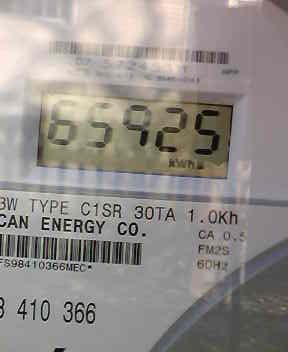 65925
kWh
3W TYPE C1SR 30TA 1.0Kh
CAN ENERGY CO.
CA 0.5
FM2S
60Hz
FS98410366MEC*
8 410 366